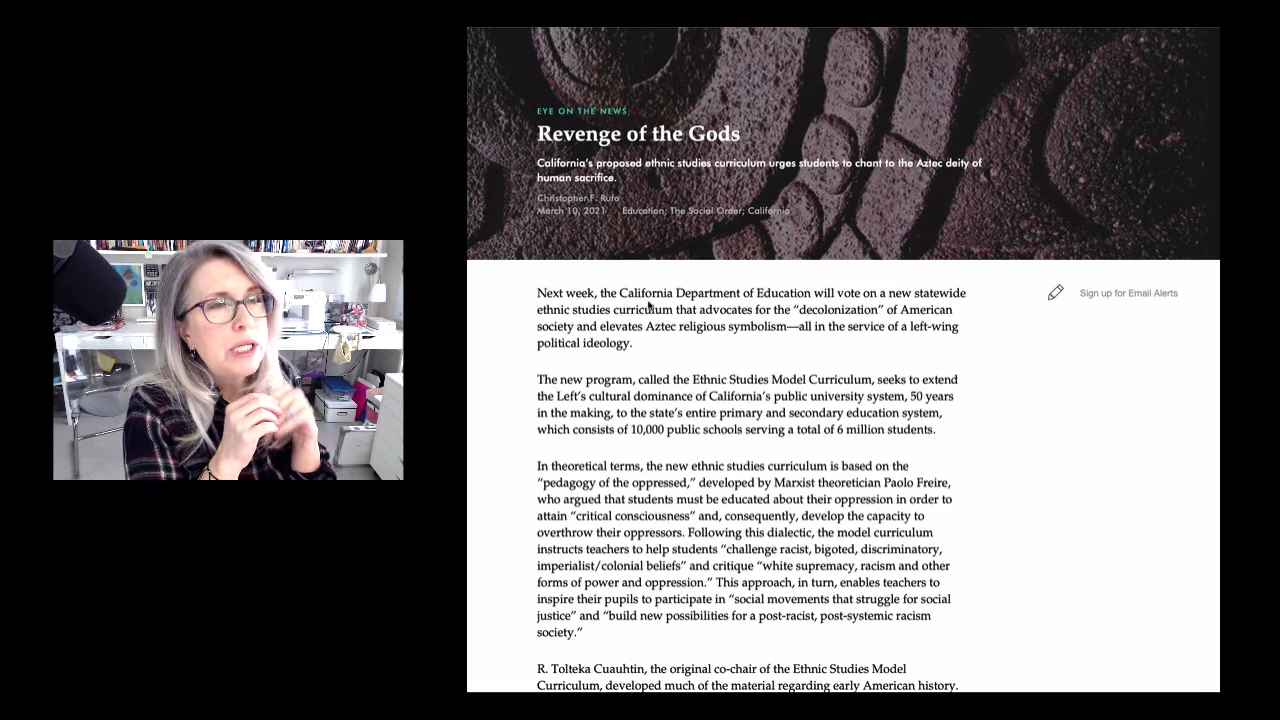 EYE ON THE NEWS
Revenge of the Gods
California's proposed ethnic studies curriculum urges students to chant to the Aztec deity of
human sacrifice.
Christopher F. Rufo
March 10, 2021 Education; The Social Order; California
Next week, the California Department of Education will vote on a new statewide
ethnic studies curriculum that advocates for the “decolonization” of American
society and elevates Aztec religious symbolism—all in the service of a left-wing
political ideology.
The new program, called the Ethnic Studies Model Curriculum, seeks to extend
the Left's cultural dominance of California's public university system, 50 years
in the making, to the state's entire primary and secondary education system,
which consists of 10,000 public schools serving a total of 6 million students.
In theoretical terms, the new ethnic studies curriculum is based on the
“pedagogy of the oppressed,” developed by Marxist theoretician Paolo Freire,
who argued that students must be educated about their oppression in order to
attain “critical consciousness” and, consequently, develop the capacity to
overthrow their oppressors. Following this dialectic, the model curriculum
instructs teachers to help students “challenge racist, bigoted, discriminatory,
imperialist/colonial beliefs” and critique “white supremacy, racism and other
forms of power and oppression.” This approach, in turn, enables teachers to
inspire their pupils to participate in “social movements that struggle for social
justice” and “build new possibilities for a post-racist, post-systemic racism
society.”
R. Tolteka Cuauhtin, the original co-chair of the Ethnic Studies Model
Curriculum, developed much of the material regarding early American history.
Sign up for Email Alerts